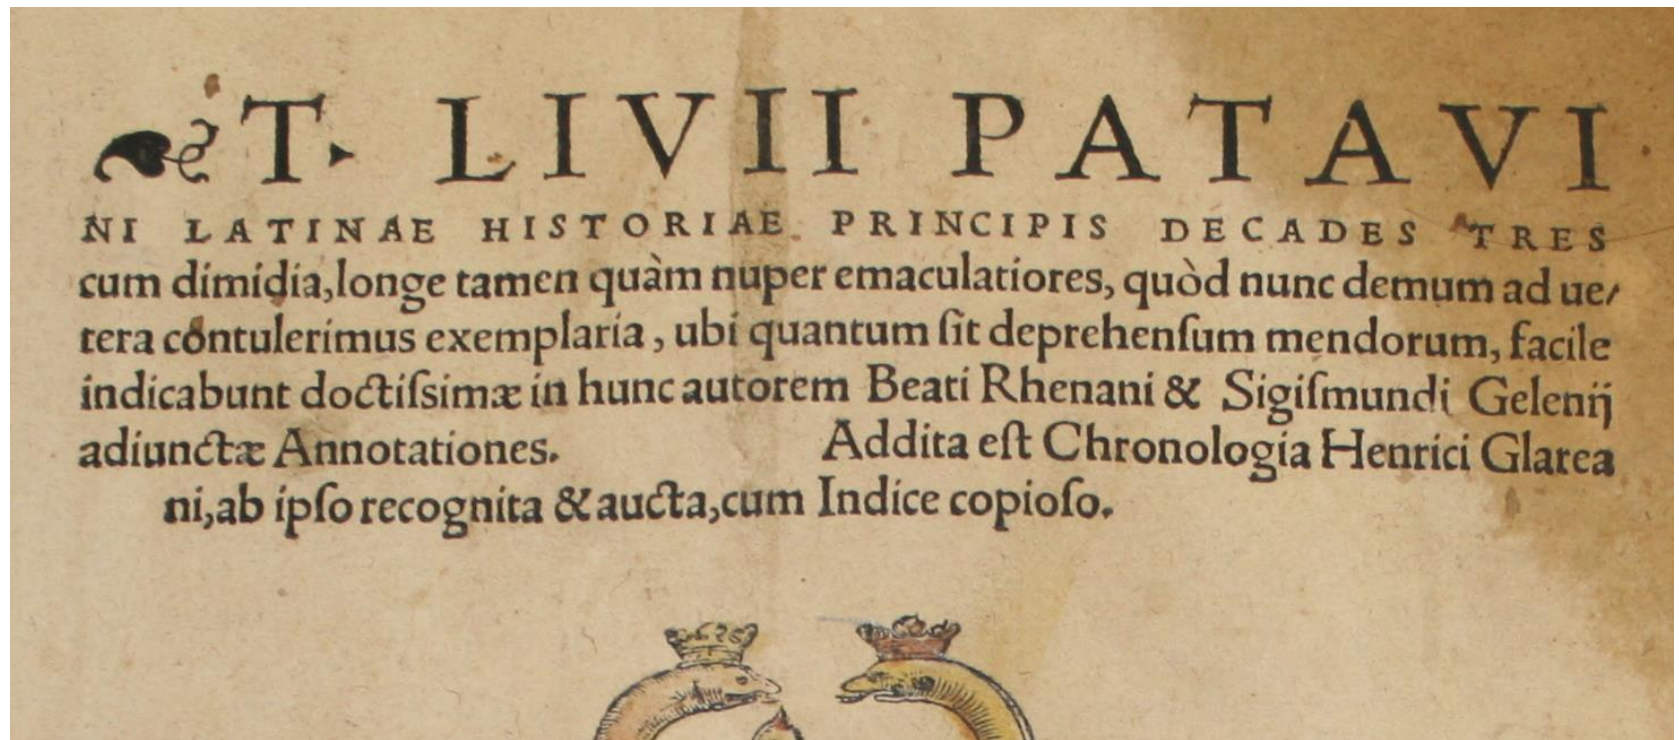 ❧ T. LIVII PATAVI
NI LATINAE HISTORIAE PRINCIPIS DECADES TRES
cum dimidia,longe tamen quàm nuper emaculatiores, quòd nunc demum ad ue⸗
tera contulerimus exemplaria, ubi quantum ſit deprehenſum mendorum, facile
indicabunt doctiſsimæ in hunc autorem Beati Rhenani & Sigiſmundi Gelenij
adiunctæ Annotationes. Addita eſt Chronologia Henrici Glarea
ni,ab ipſo recognita & aucta,cum Indice copioſo.